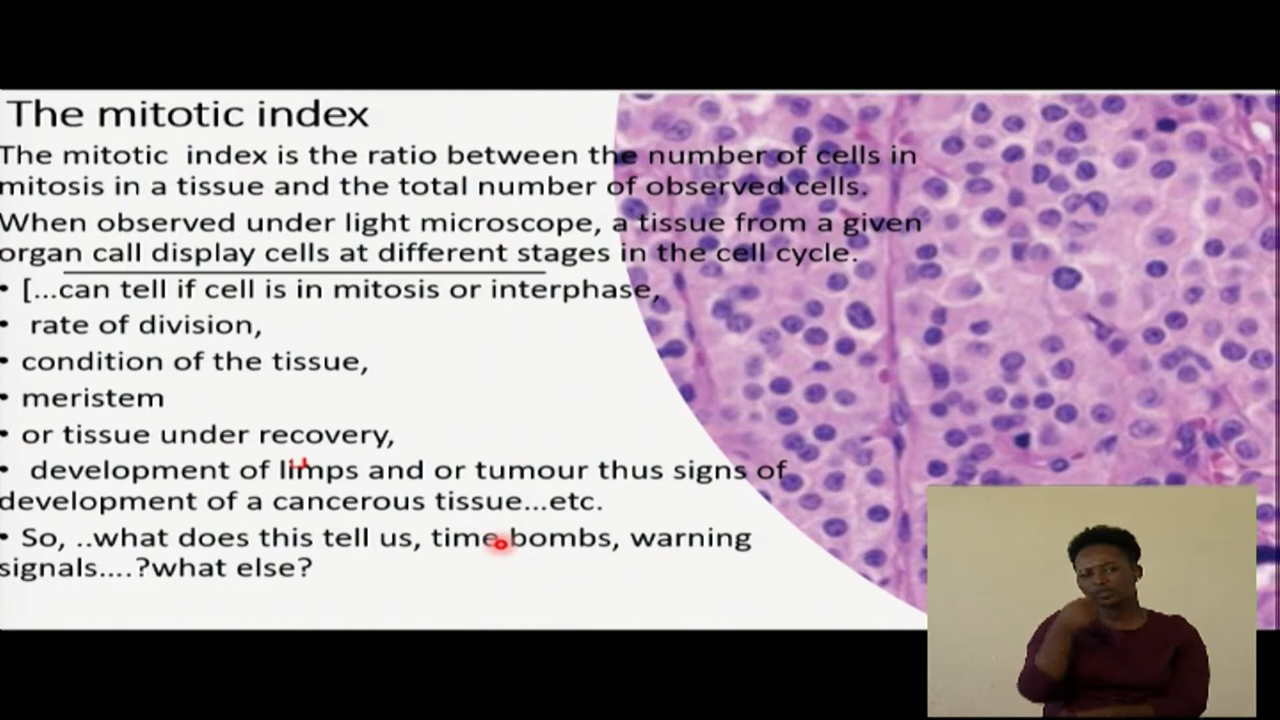 The mitotic index
The mitotic index is the ratio between the number of cells in
mitosis in a tissue and the total number of observed cells.
When observed under light microscope, a tissue from a given
organ call display cells at different stages in the cell cycle.
• [...can tell if cell is in mitosis or interphase,
• rate of division,
• condition of the tissue,
• meristem
• or tissue under recovery,
• development of limps and or tumour thus signs of
development of a cancerous tissue...etc.
• So, ..what does this tell us, time bombs, warning
signals....?what else?